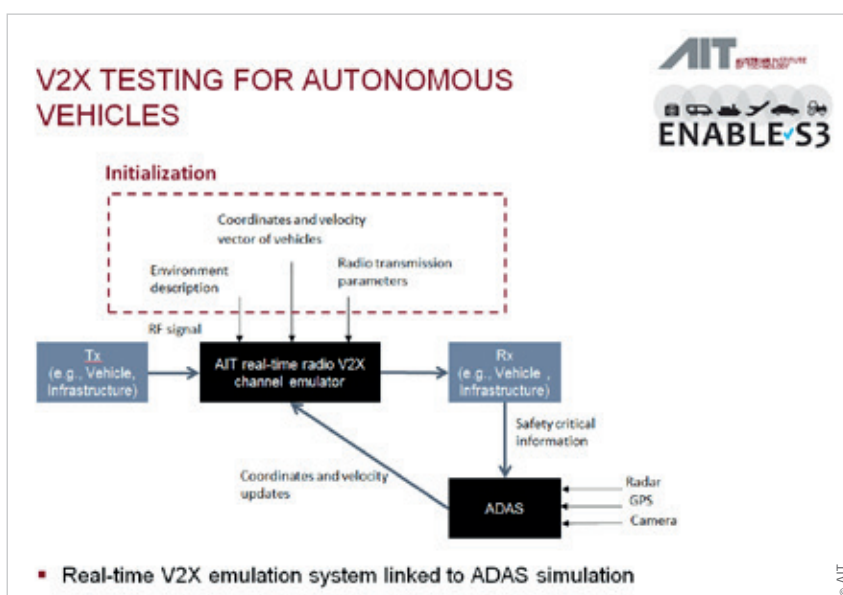 V2X TESTING FOR AUTONOMOUS
VEHICLES
AIT
ENABLE S3
Initialization
Coordinates and velocity
vector of vehicles
Environment
description
Radio transmission
parameters
RF signal
Tx
(e.g., Vehicle,
Infrastructure)
AIT real-time radio V2X
channel emulator
Rx
(e.g., Vehicle ,
Infrastructure)
Safety critical
information
Coordinates and velocity
updates
ADAS
Radar
GPS
Camera
▪ Real-time V2X emulation system linked to ADAS simulation
© AIT